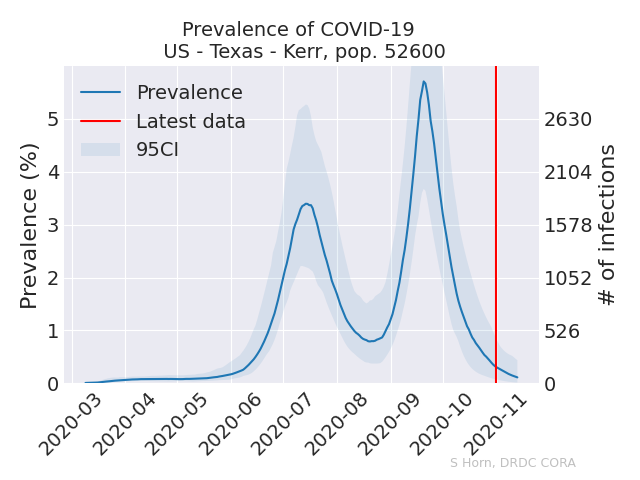 Prevalence of COVID-19
US - Texas - Kerr, pop. 52600
Prevalence
Latest data
95CI
Prevalence (%)
5
4
3
2
1
0
2630
2104
1578
1052
526
0
# of infections
2020-03
2020-04
2020-05
2020-06
2020-07
2020-08
2020-09
2020-10
2020-11
S Horn, DRDC CORA